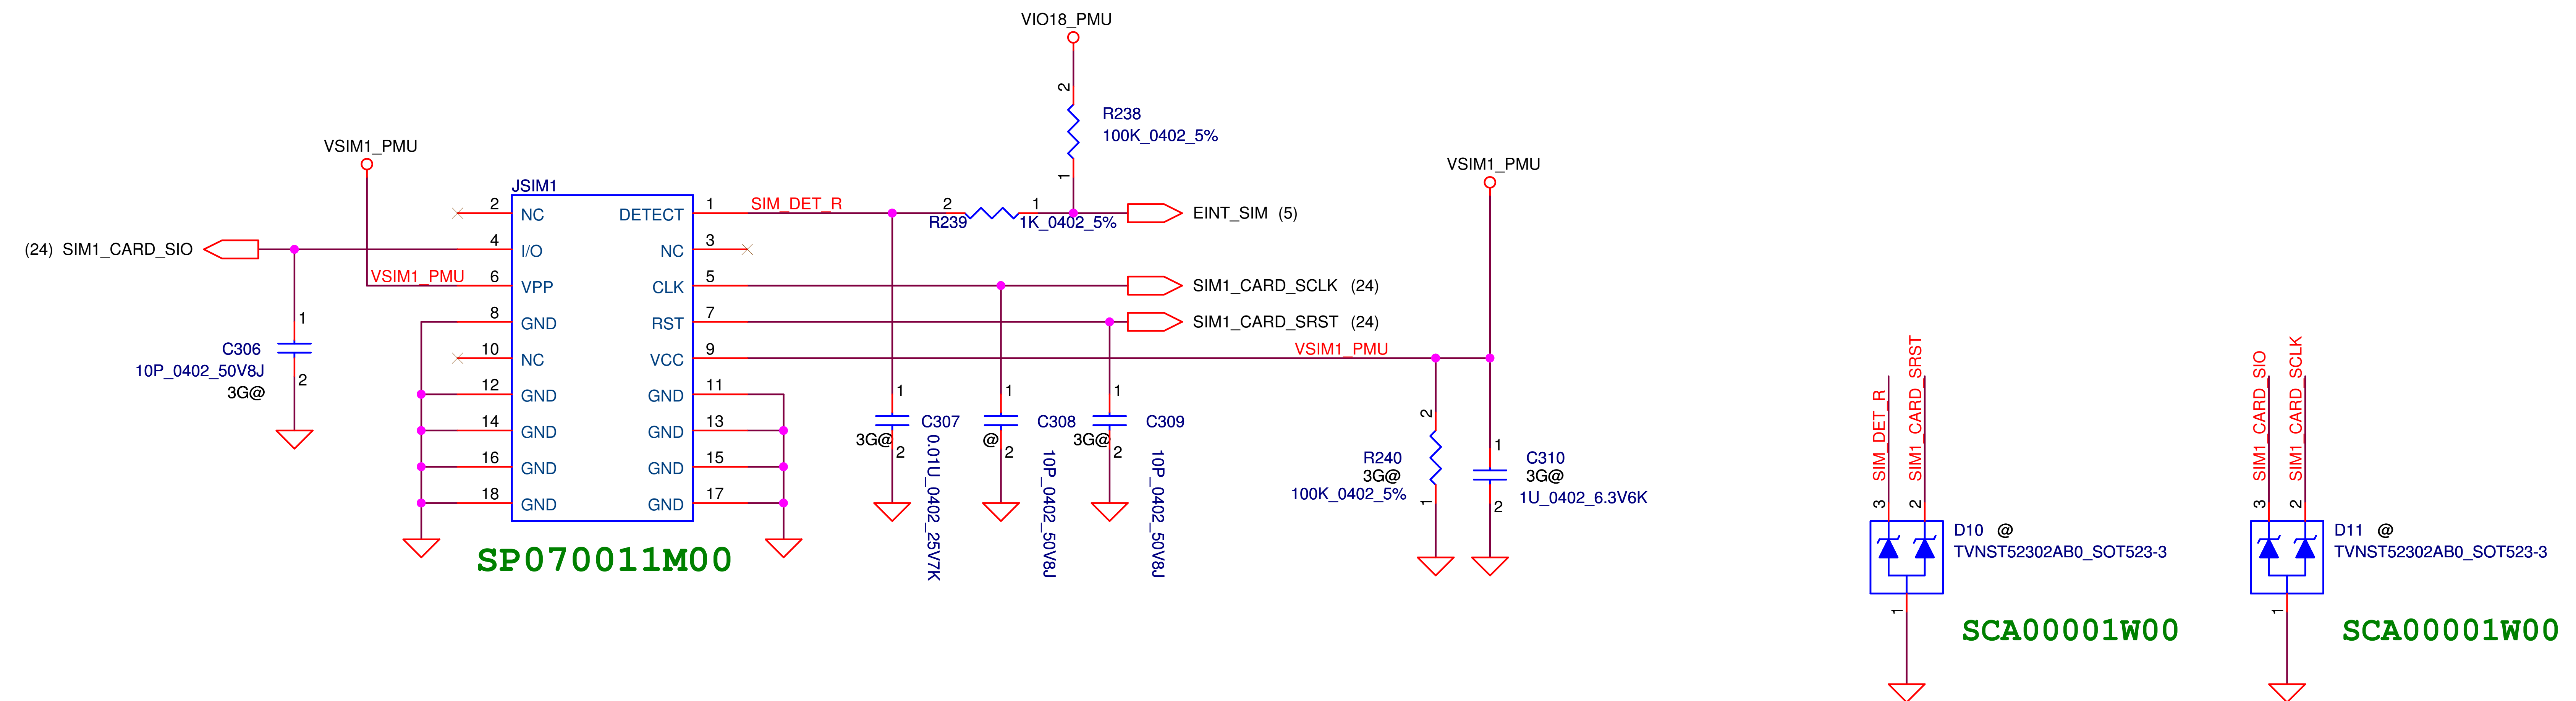 VIO18_PMU
2
R238
100K_0402_5%
1
VSIM1_PMU
VSIM1_PMU
JSIM1
2 NC
DETECT 1
SIM_DET_R
2
R239
1
1K_0402_5%
EINT_SIM (5)
(24) SIM1_CARD_SIO
4 I/O
NC 3
VSIM1_PMU
6 VPP
CLK 5
SIM1_CARD_SCLK (24)
8 GND
RST 7
SIM1_CARD_SRST (24)
10 NC
VCC 9
VSIM1_PMU
12 GND
GND 11
14 GND
GND 13
16 GND
GND 15
18 GND
GND 17
1
C306
10P_0402_50V8J
3G@
2
1
C307
3G@
2
0.01U_0402_25V7K
1
C308
@
2
10P_0402_50V8J
1
C309
3G@
2
10P_0402_50V8J
2
R240
3G@
100K_0402_5%
1
1
C310
3G@
1U_0402_6.3V6K
2
SP070011M00
SIM_DET_R
SIM1_CARD_SRST
3
2
D10 @
TVNST52302AB0_SOT523-3
1
SCA00001W00
SIM1_CARD_SIO
SIM1_CARD_SCLK
3
2
D11 @
TVNST52302AB0_SOT523-3
1
SCA00001W00